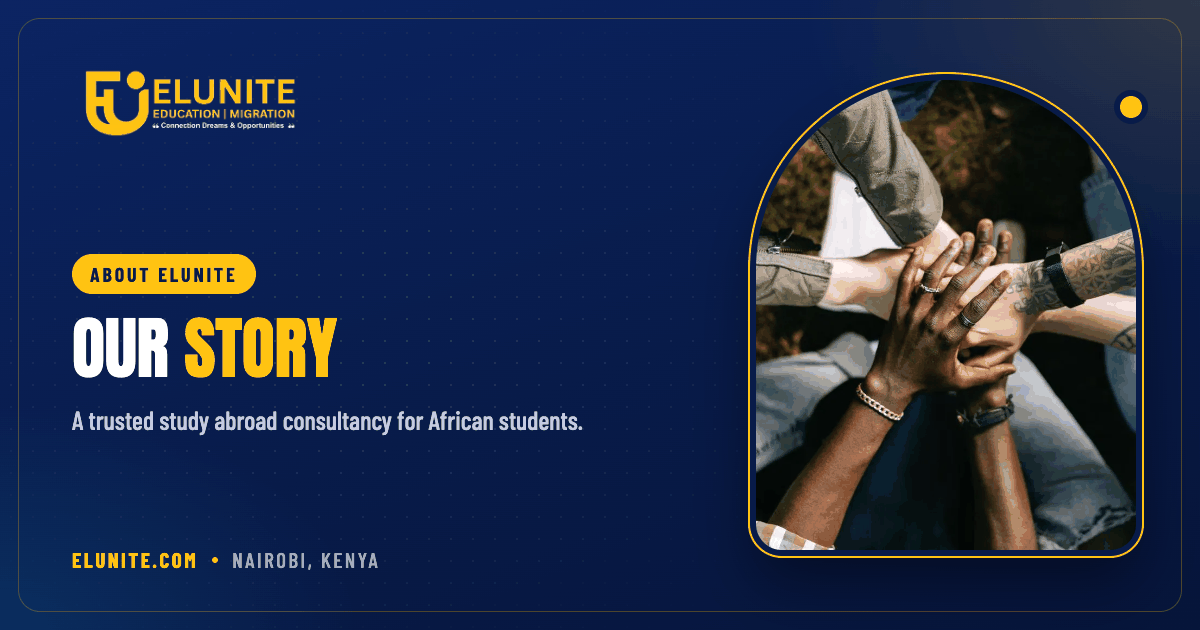 ELUNITE
EDUCATION | MIGRATION
❝ Connection Dreams & Opportunities ❞
ABOUT ELUNITE
OUR STORY
A trusted study abroad consultancy for African students.
ELUNITE.COM • NAIROBI, KENYA